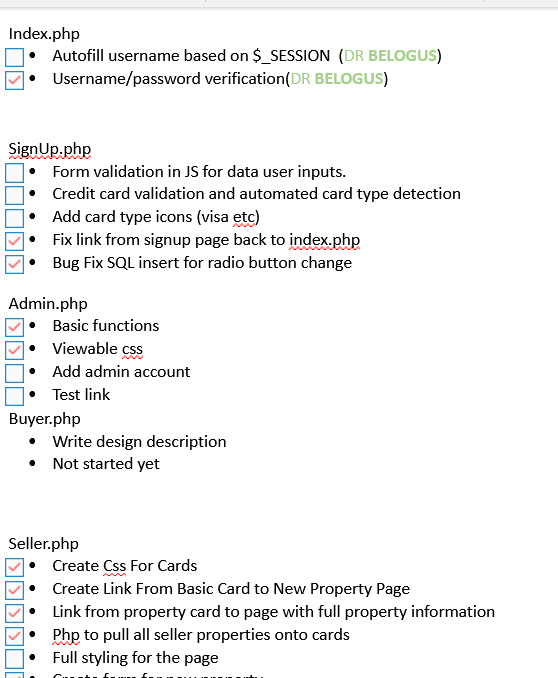 Index.php
• Autofill username based on $_SESSION (DR BELOGUS)
• Username/password verification(DR BELOGUS)
SignUp.php
• Form validation in JS for data user inputs.
• Credit card validation and automated card type detection
• Add card type icons (visa etc)
• Fix link from signup page back to index.php
• Bug Fix SQL insert for radio button change
Admin.php
• Basic functions
• Viewable css
• Add admin account
• Test link
Buyer.php
• Write design description
• Not started yet
Seller.php
• Create Css For Cards
• Create Link From Basic Card to New Property Page
• Link from property card to page with full property information
• Php to pull all seller properties onto cards
• Full styling for the page
• Create form for new property